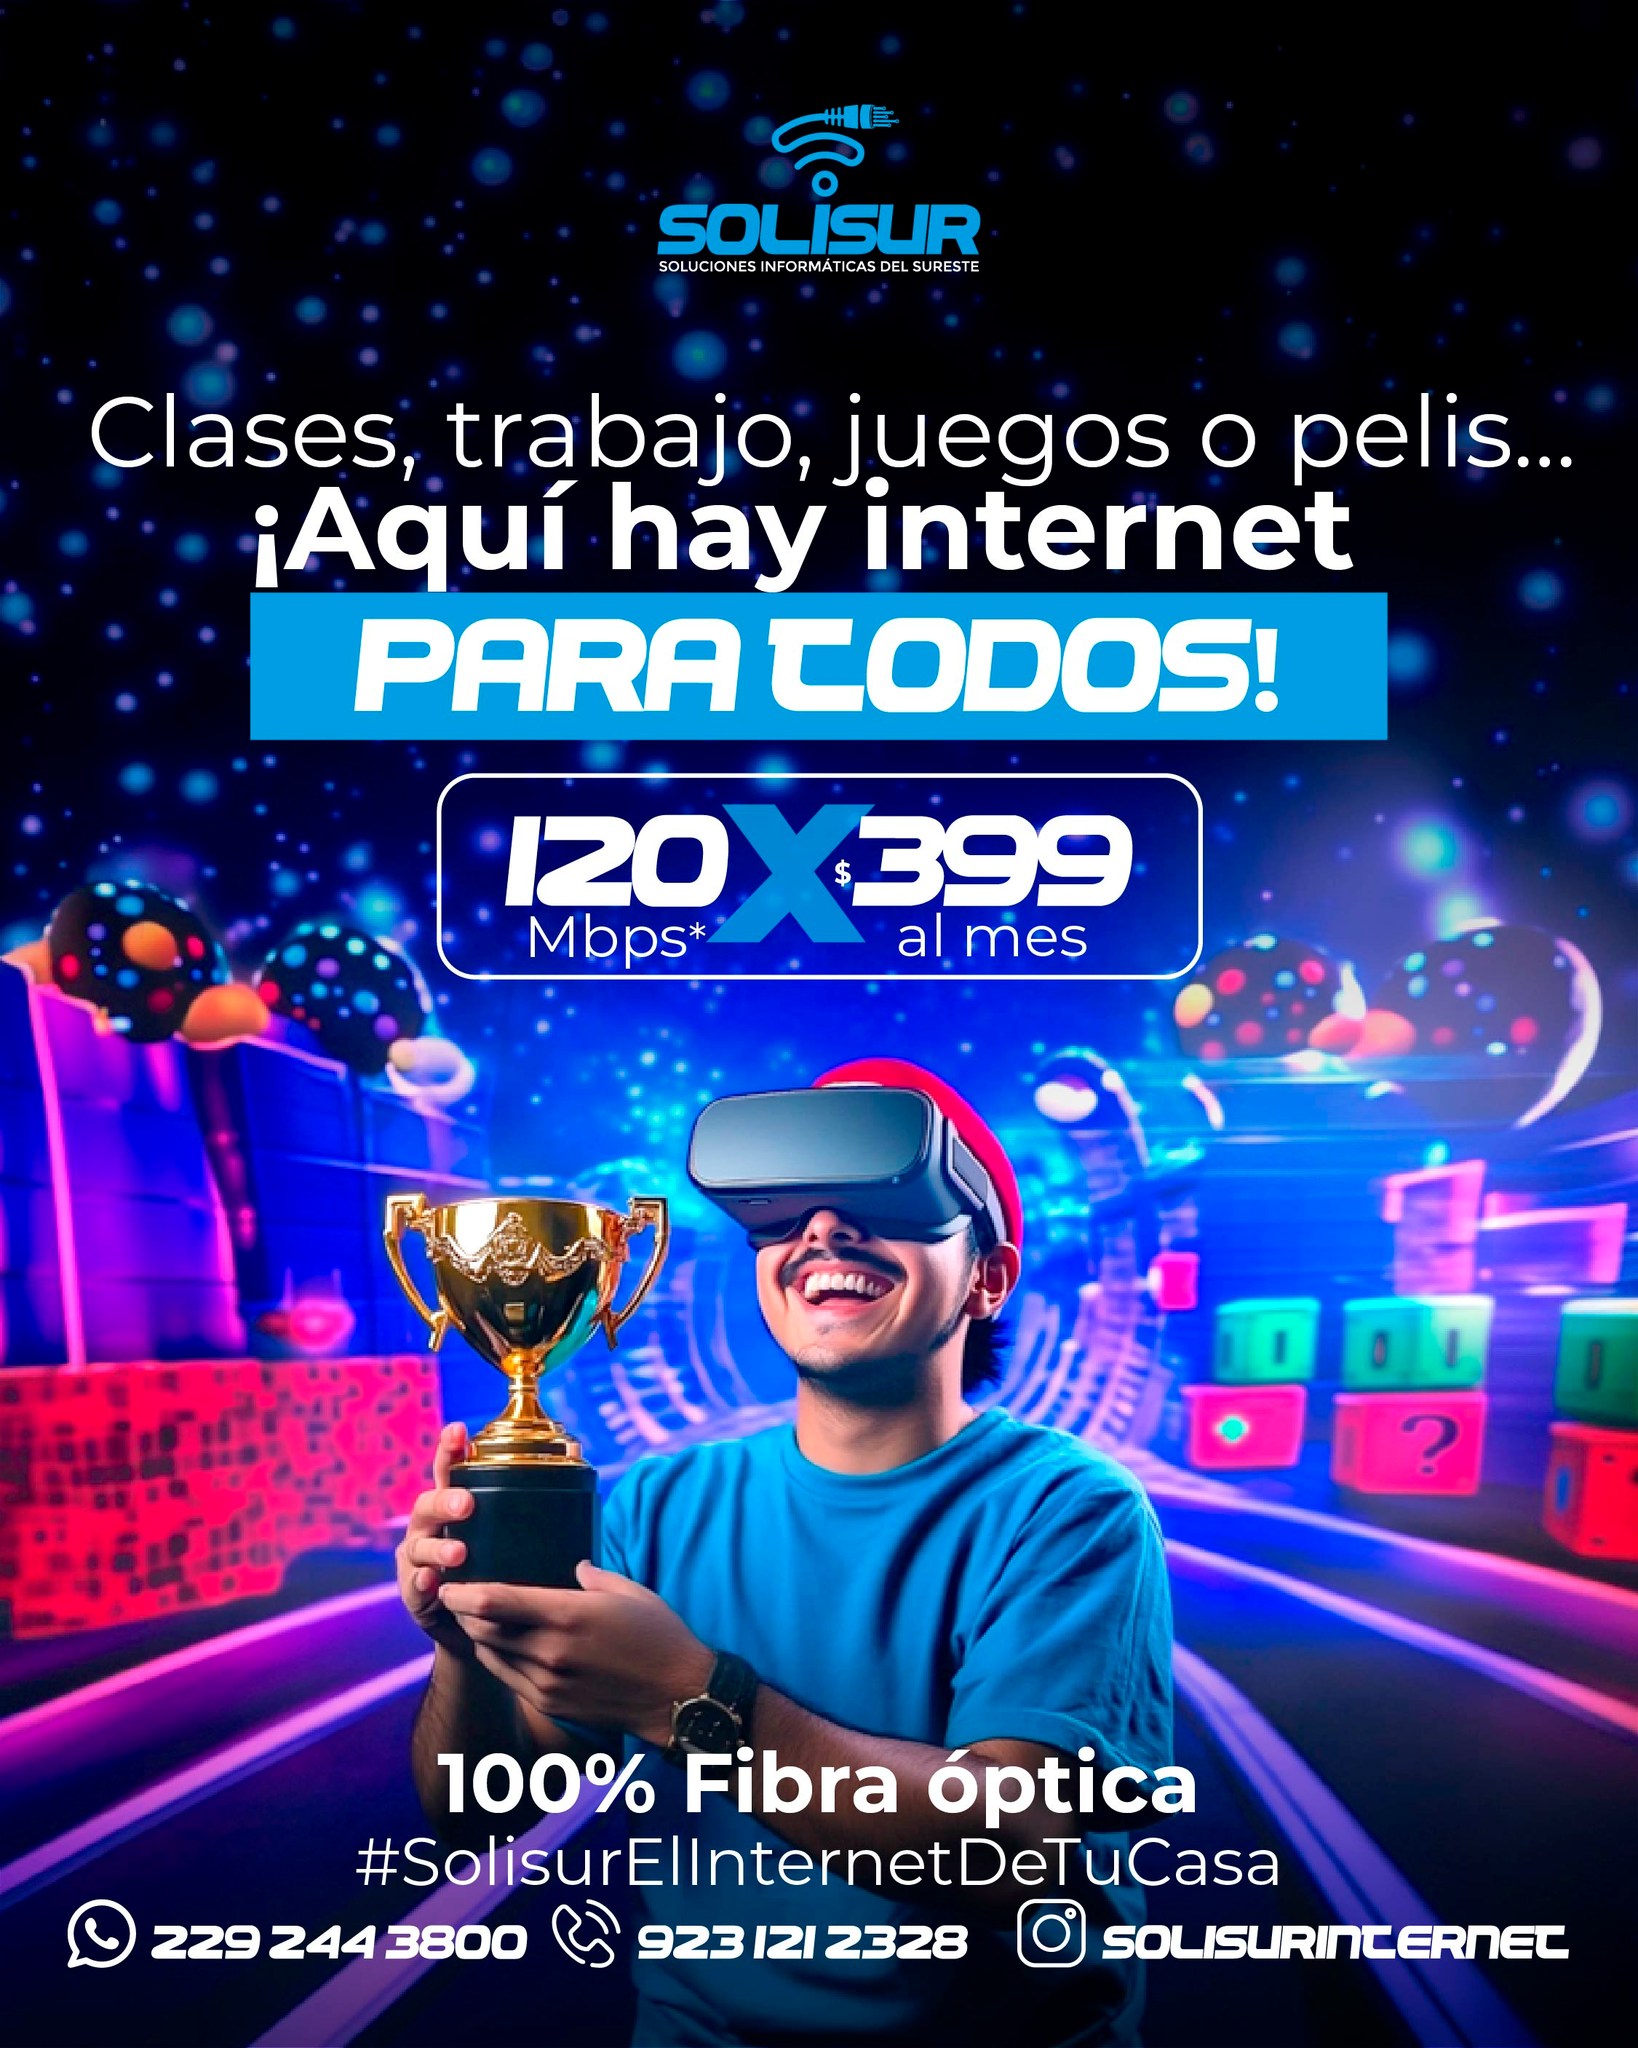 SOLISUR
SOLUCIONES INFORMÁTICAS DEL SURESTE
Clases, trabajo, juegos o pelis...
¡Aquí hay internet
PARA TODOS!
120 X $399
Mbps* al mes
?
100% Fibra óptica
#SolisurElInternetDeTuCasa
229 244 3800 923 121 2328 SOLISURINTERNET